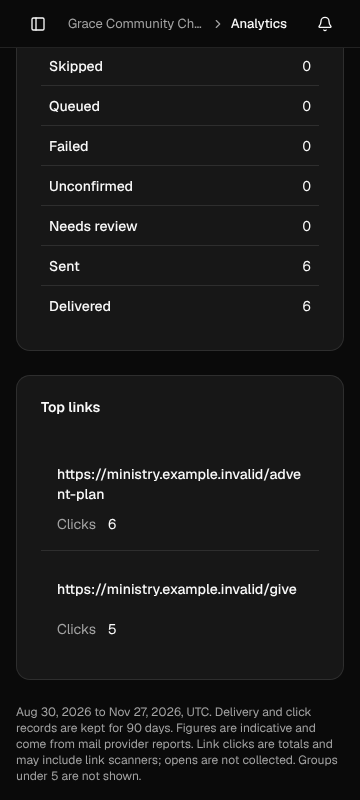 Grace Community Ch... > Analytics
Skipped 0
Queued 0
Failed 0
Unconfirmed 0
Needs review 0
Sent 6
Delivered 6
Top links
https://ministry.example.invalid/adve
nt-plan
Clicks 6
https://ministry.example.invalid/give
Clicks 5
Aug 30, 2026 to Nov 27, 2026, UTC. Delivery and click
records are kept for 90 days. Figures are indicative and
come from mail provider reports. Link clicks are totals and
may include link scanners; opens are not collected. Groups
under 5 are not shown.